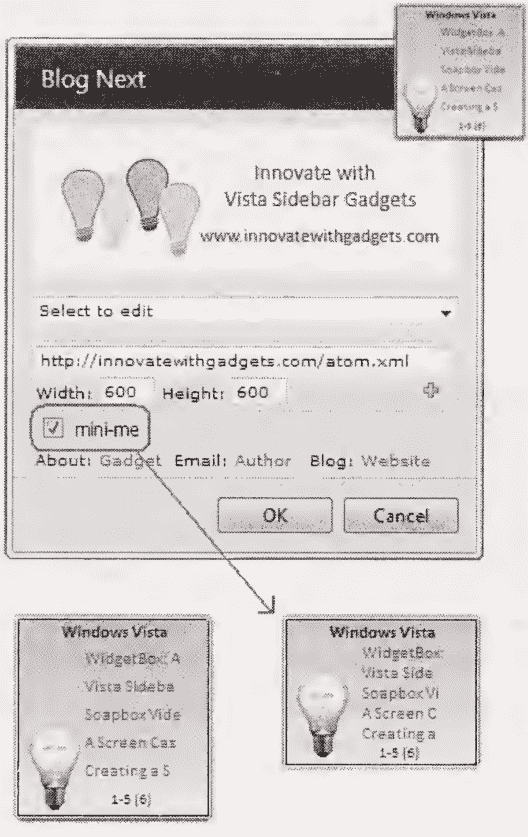 Windows Vista
WidgetBox: A
Vista Sideba
Soapbox Vide
A Screen Cas
Creating a S
1-5 (6)
Blog Next
Innovate with
Vista Sidebar Gadgets
www.innovatewithgadgets.com
Select to edit
http://innovatewithgadgets.com/atom.xml
Width: 600 Height: 600
mini-me
About: Gadget Email: Author Blog: Website
OK Cancel
Windows Vista
WidgetBox: A
Vista Sideba
Soapbox Vide
A Screen Cas
Creating a S
1-5 (6)
Windows Vista
WidgetBox:
Vista Side
Soapbox Vi
A Screen C
Creating a
1-5 (6)